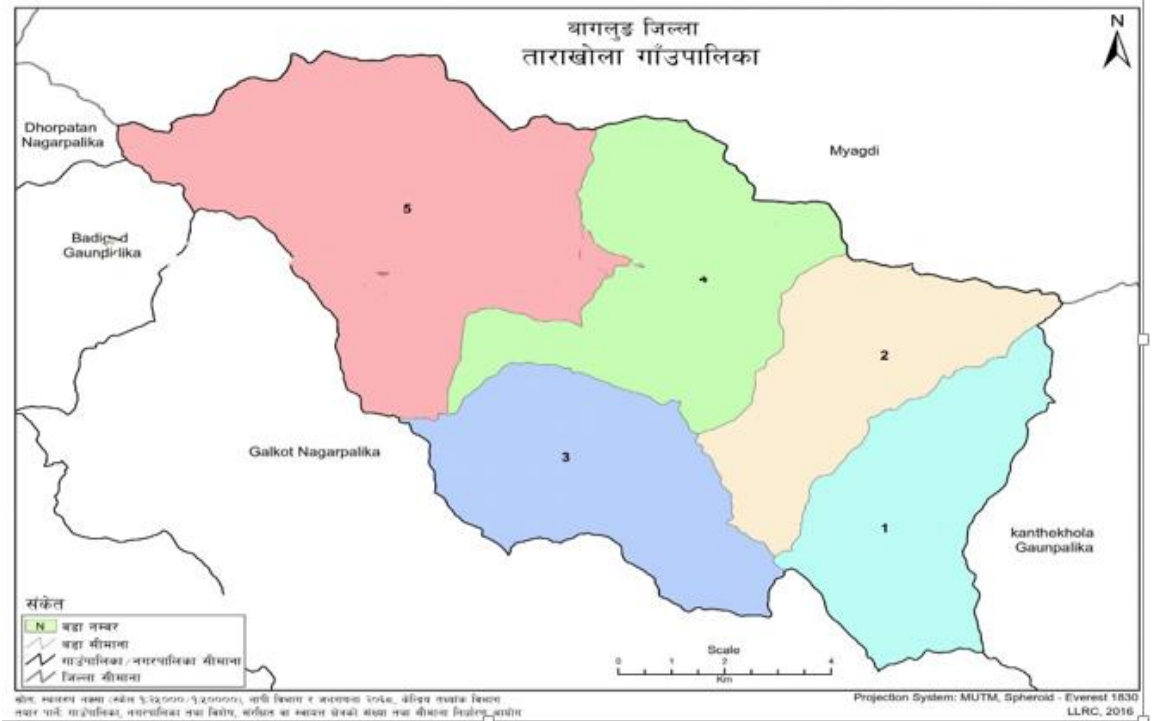 बागलुङ जिल्ला
ताराखोला गाँउपालिका
N
Dhorpatan
Nagarpalika
Myagdi
5
Gaunpalika
4
2
Galkot Nagarpalika
3
1
kanthekhola
Gaunpalika
संकेत
N वडा नम्बर
वडा सीमाना
गाउंपालिका/नगरपालिका सीमाना
जिल्ला सीमाना
Scale
0 1 2 4
Km
Projection System: MUTM, Spheroid - Everest 1830
LLRC, 2016